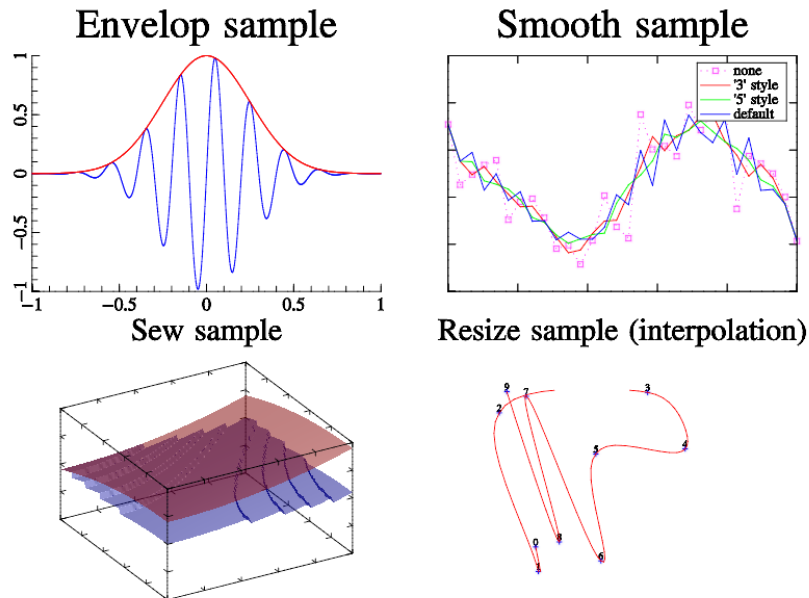 Envelop sample
Smooth sample
1
0.5
0
−0.5
−1
−1
−0.5
0
0.5
1
none
'3' style
'5' style
default
Sew sample
Resize sample (interpolation)
9
7
3
2
5
4
0
8
1
6